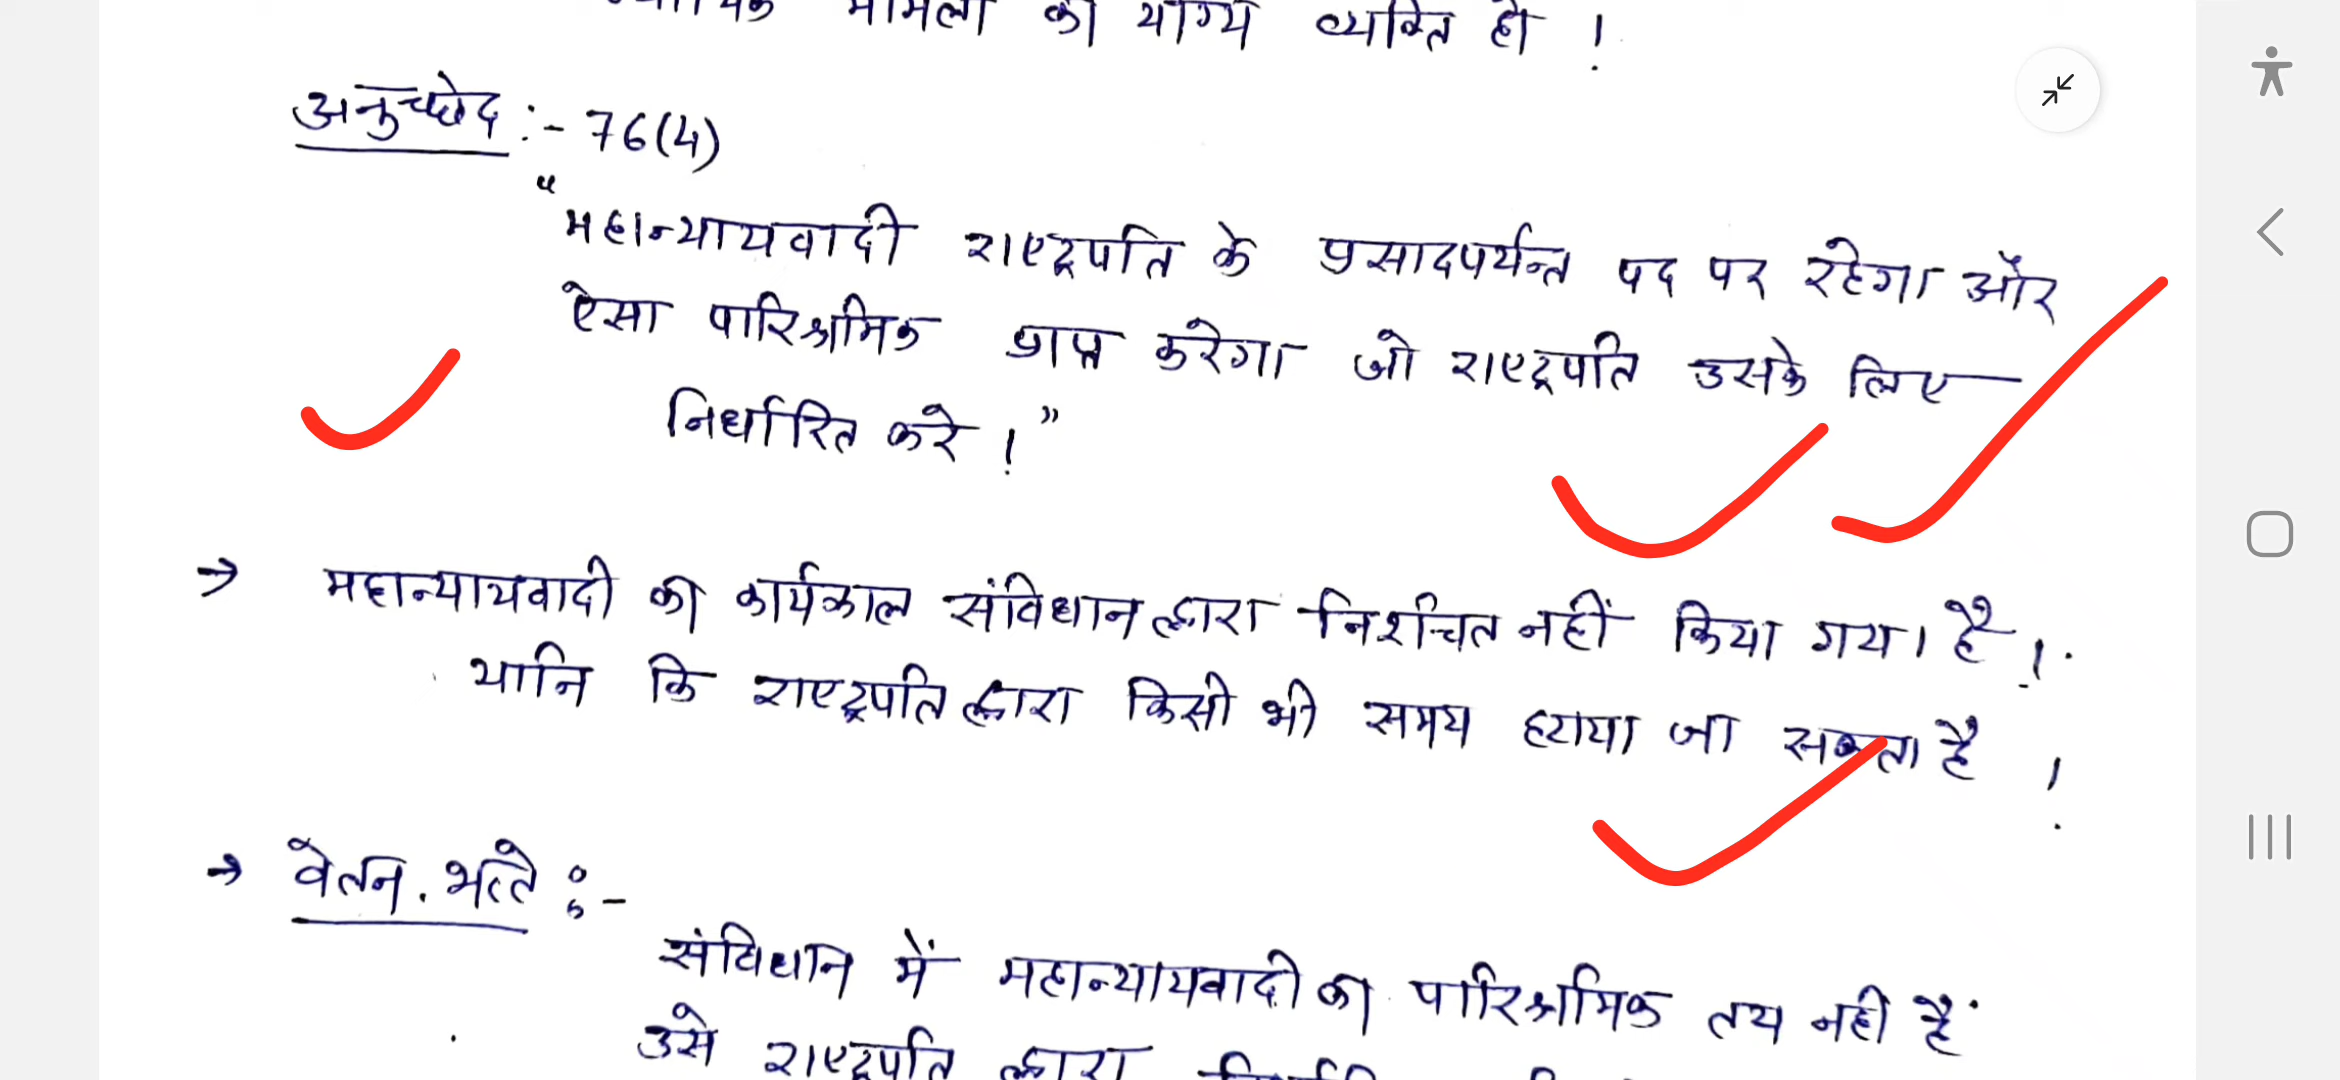 मामलो का योग्य व्यक्ति हो !
अनुच्छेद :- 76(4)
"महान्यायवादी राष्ट्रपति के प्रसादपर्यन्त पद पर रहेगा और
ऐसा पारिश्रमिक प्राप्त करेगा जो राष्ट्रपति उसके लिए
निर्धारित करे !"
→ महान्यायवादी का कार्यकाल संविधान द्वारा निश्चित नहीं किया गया है !
यानि कि राष्ट्रपति द्वारा किसी भी समय हटाया जा सकता है !
→ वेतन . भत्ते :-
संविधान में महान्यायवादी का पारिश्रमिक तय नही है
उसे राष्ट्रपति द्वारा